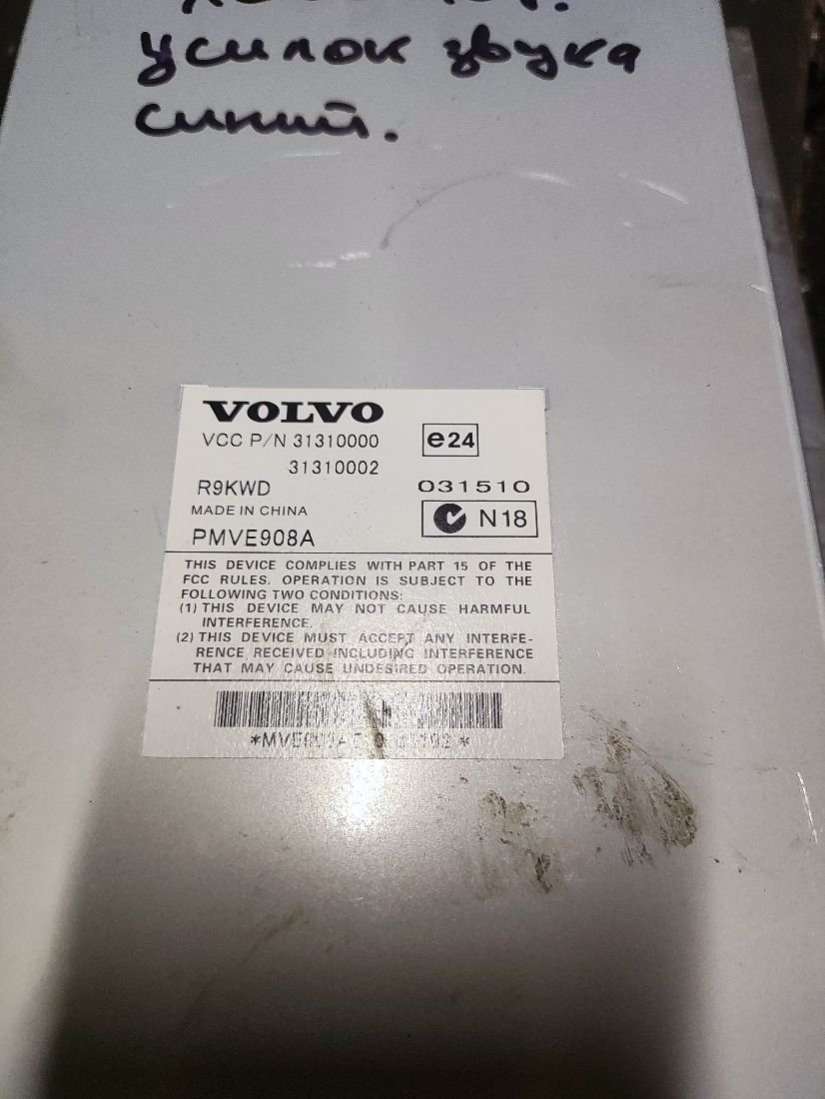 усилок звука
синий.
VOLVO
VCC P/N 31310000
31310002
e24
R9KWD
031510
MADE IN CHINA
N18
PMVE908A
THIS DEVICE COMPLIES WITH PART 15 OF THE
FCC RULES. OPERATION IS SUBJECT TO THE
FOLLOWING TWO CONDITIONS:
(1) THIS DEVICE MAY NOT CAUSE HARMFUL
INTERFERENCE.
(2) THIS DEVICE MUST ACCEPT ANY INTERFE-
RENCE RECEIVED INCLUDING INTERFERENCE
THAT MAY CAUSE UNDESIRED OPERATION.